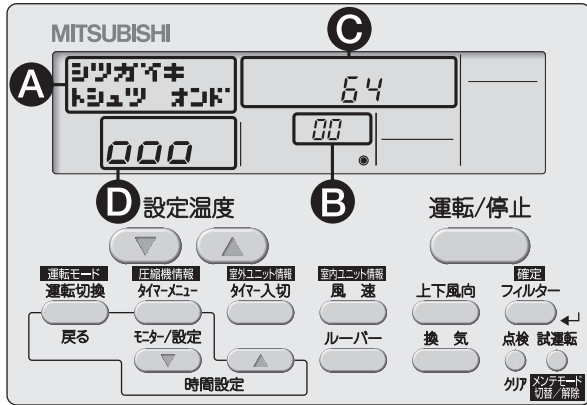 MITSUBISHI
C
A
シツガイキ
トシュツ オンド
64
00
000
D
B
設定温度
運転/停止
運転モード
圧縮機情報
室外ユニット情報
室内ユニット情報
確定
運転切換
タイマーメニュー
タイマー入切
風 速
上下風向
フィルター
戻る
モニター/設定
ルーバー
換 気
点検
試運転
時間設定
クリア
メンテモード
切替/解除